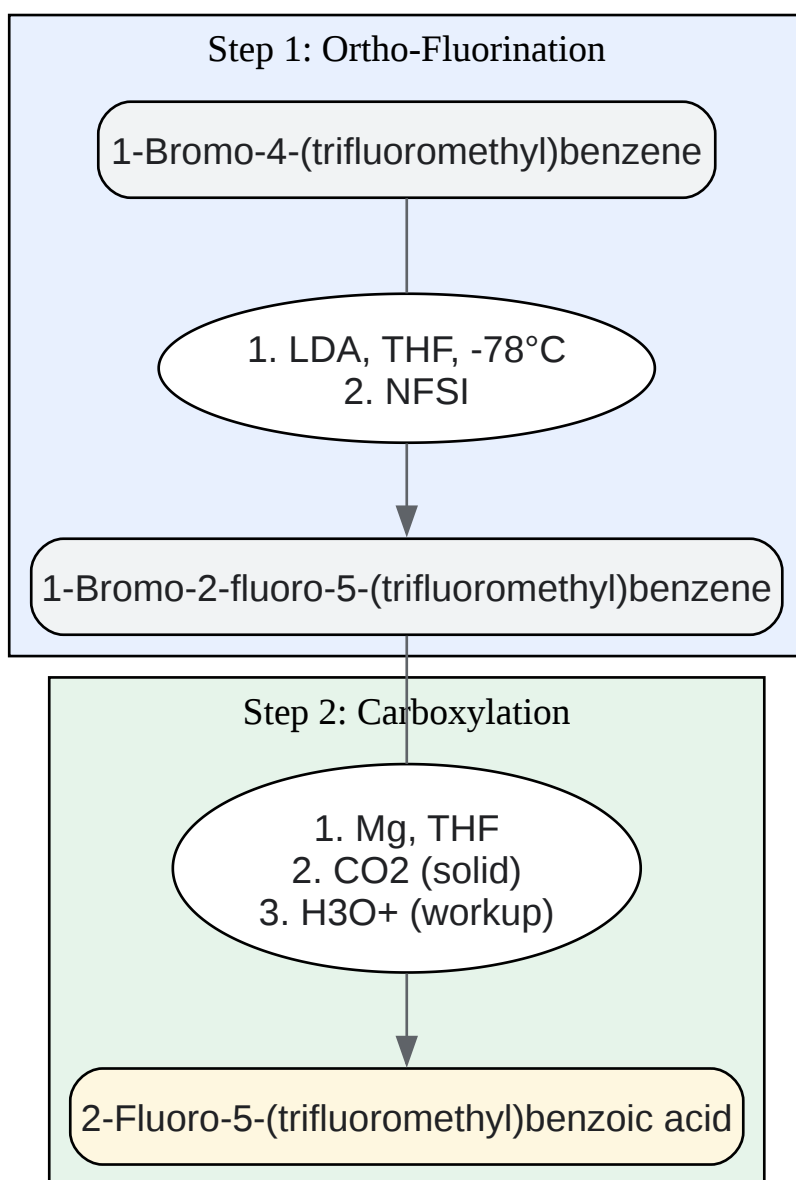 Step 1: Ortho-Fluorination
1-Bromo-4-(trifluoromethyl)benzene
1. LDA, THF, -78°C
2. NFSI
1-Bromo-2-fluoro-5-(trifluoromethyl)benzene
Step 2: Carboxylation
1. Mg, THF
2. CO2 (solid)
3. H3O+ (workup)
2-Fluoro-5-(trifluoromethyl)benzoic acid